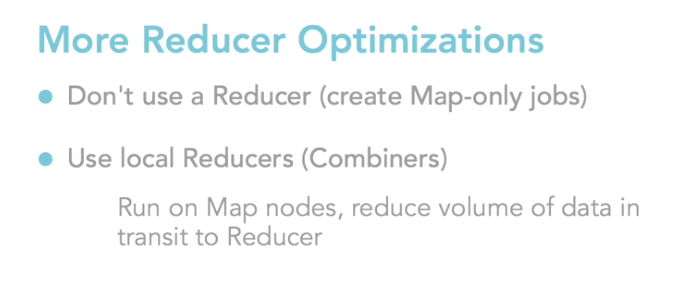 More Reducer Optimizations
Don't use a Reducer (create Map-only jobs)
Use local Reducers (Combiners)
Run on Map nodes, reduce volume of data in
transit to Reducer